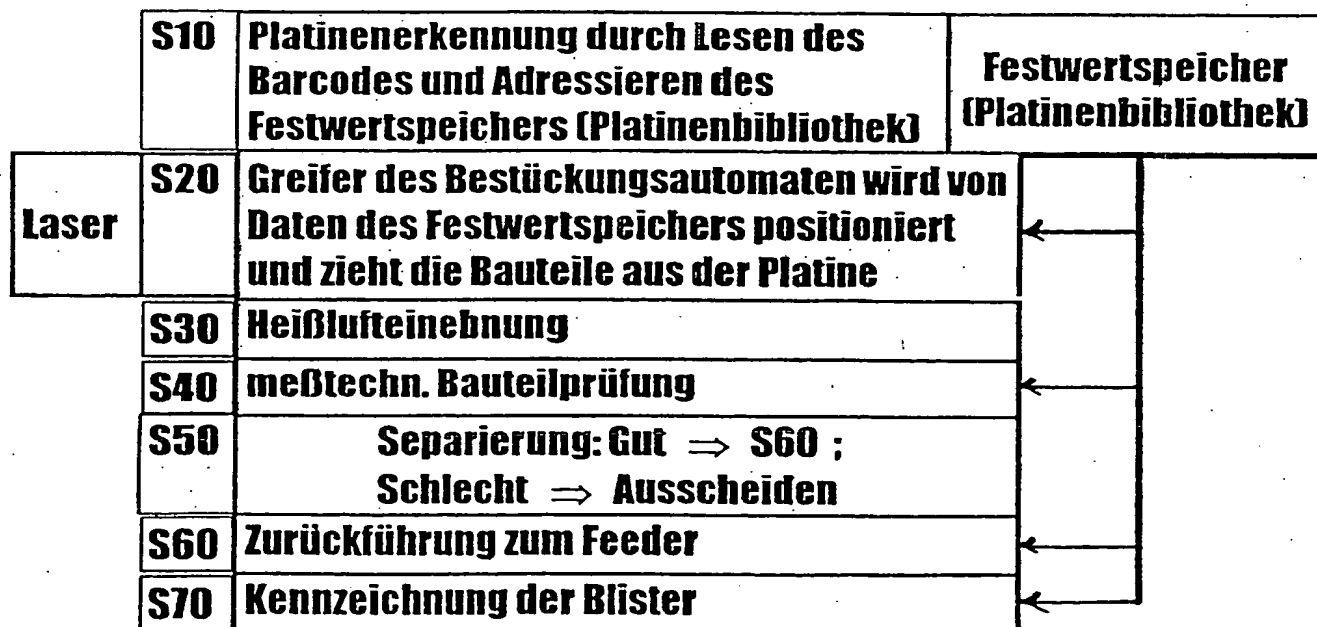 S10 Platinenerkennung durch Lesen des
Barcodes und Adressieren des
Festwertspeichers (Platinenbibliothek)
Festwertspeicher
(Platinenbibliothek)
Laser
S20 Greifer des Bestückungsautomaten wird von
Daten des Festwertspeichers positioniert
und zieht die Bauteile aus der Platine
S30 Heißlufteinebnung
S40 meßtechn. Bauteilprüfung
S50 Separierung: Gut ⇒ S60 ;
Schlecht ⇒ Ausscheiden
S60 Zurückführung zum Feeder
S70 Kennzeichnung der Blister